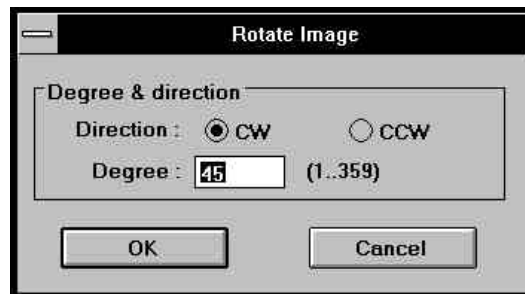 Rotate Image
Degree & direction
Direction : CW CCW
Degree : 45 (1..359)
OK Cancel